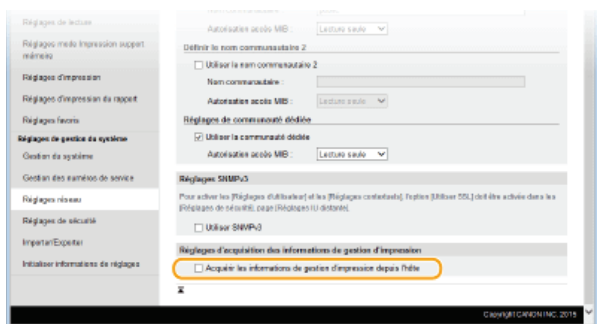 Réglages de lecture
Réglages mode Impression support
mémoire
Réglages d'impression
Réglages d'impression du rapport
Réglages favoris
Réglages de gestion du système
Gestion du système
Gestion des numéros de service
Réglages réseau
Réglages de sécurité
Importer/Exporter
Initialiser informations de réglages
Autorisation accès MIB : Lecture seule
Définir le nom communautaire 2
Utiliser le nom communautaire 2
Nom communautaire :
Autorisation accès MIB : Lecture seule
Réglages de communauté dédiée
Utiliser la communauté dédiée
Autorisation accès MIB : Lecture seule
Réglages SNMPv3
Pour activer les [Réglages d'utilisateur] et les [Réglages contextuels], l'option [Utiliser SSL] doit être activée dans les
[Réglages de sécurité], page [Réglages IU distante].
Utiliser SNMPv3
Réglages d'acquisition des informations de gestion d'impression
Acquérir les informations de gestion d'impression depuis l'hôte
Copyright CANON INC. 2015